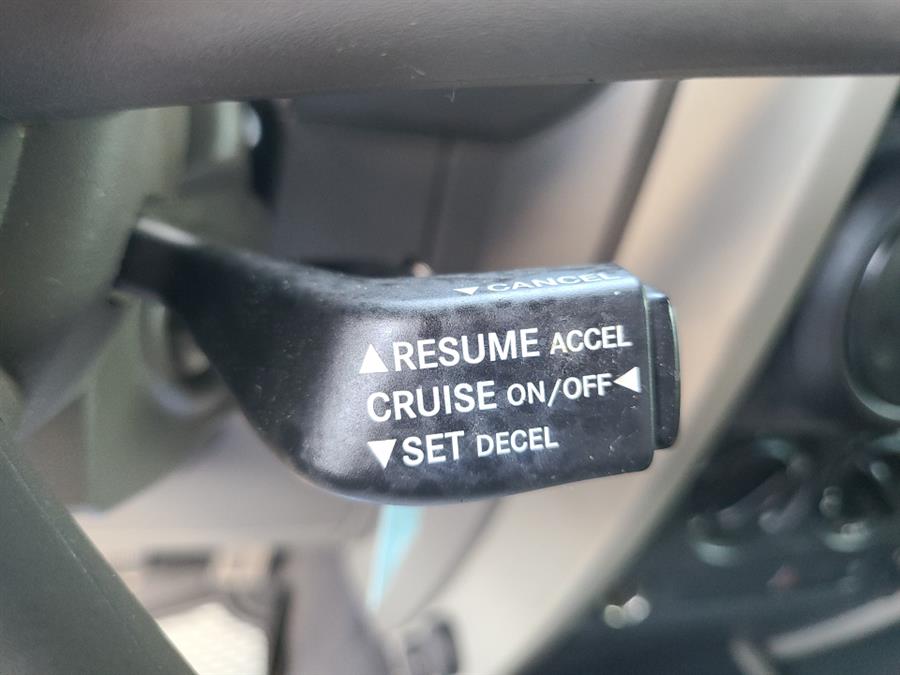 ▼ CANCEL
▲RESUME ACCEL
CRUISE ON/OFF◀
▼SET DECEL